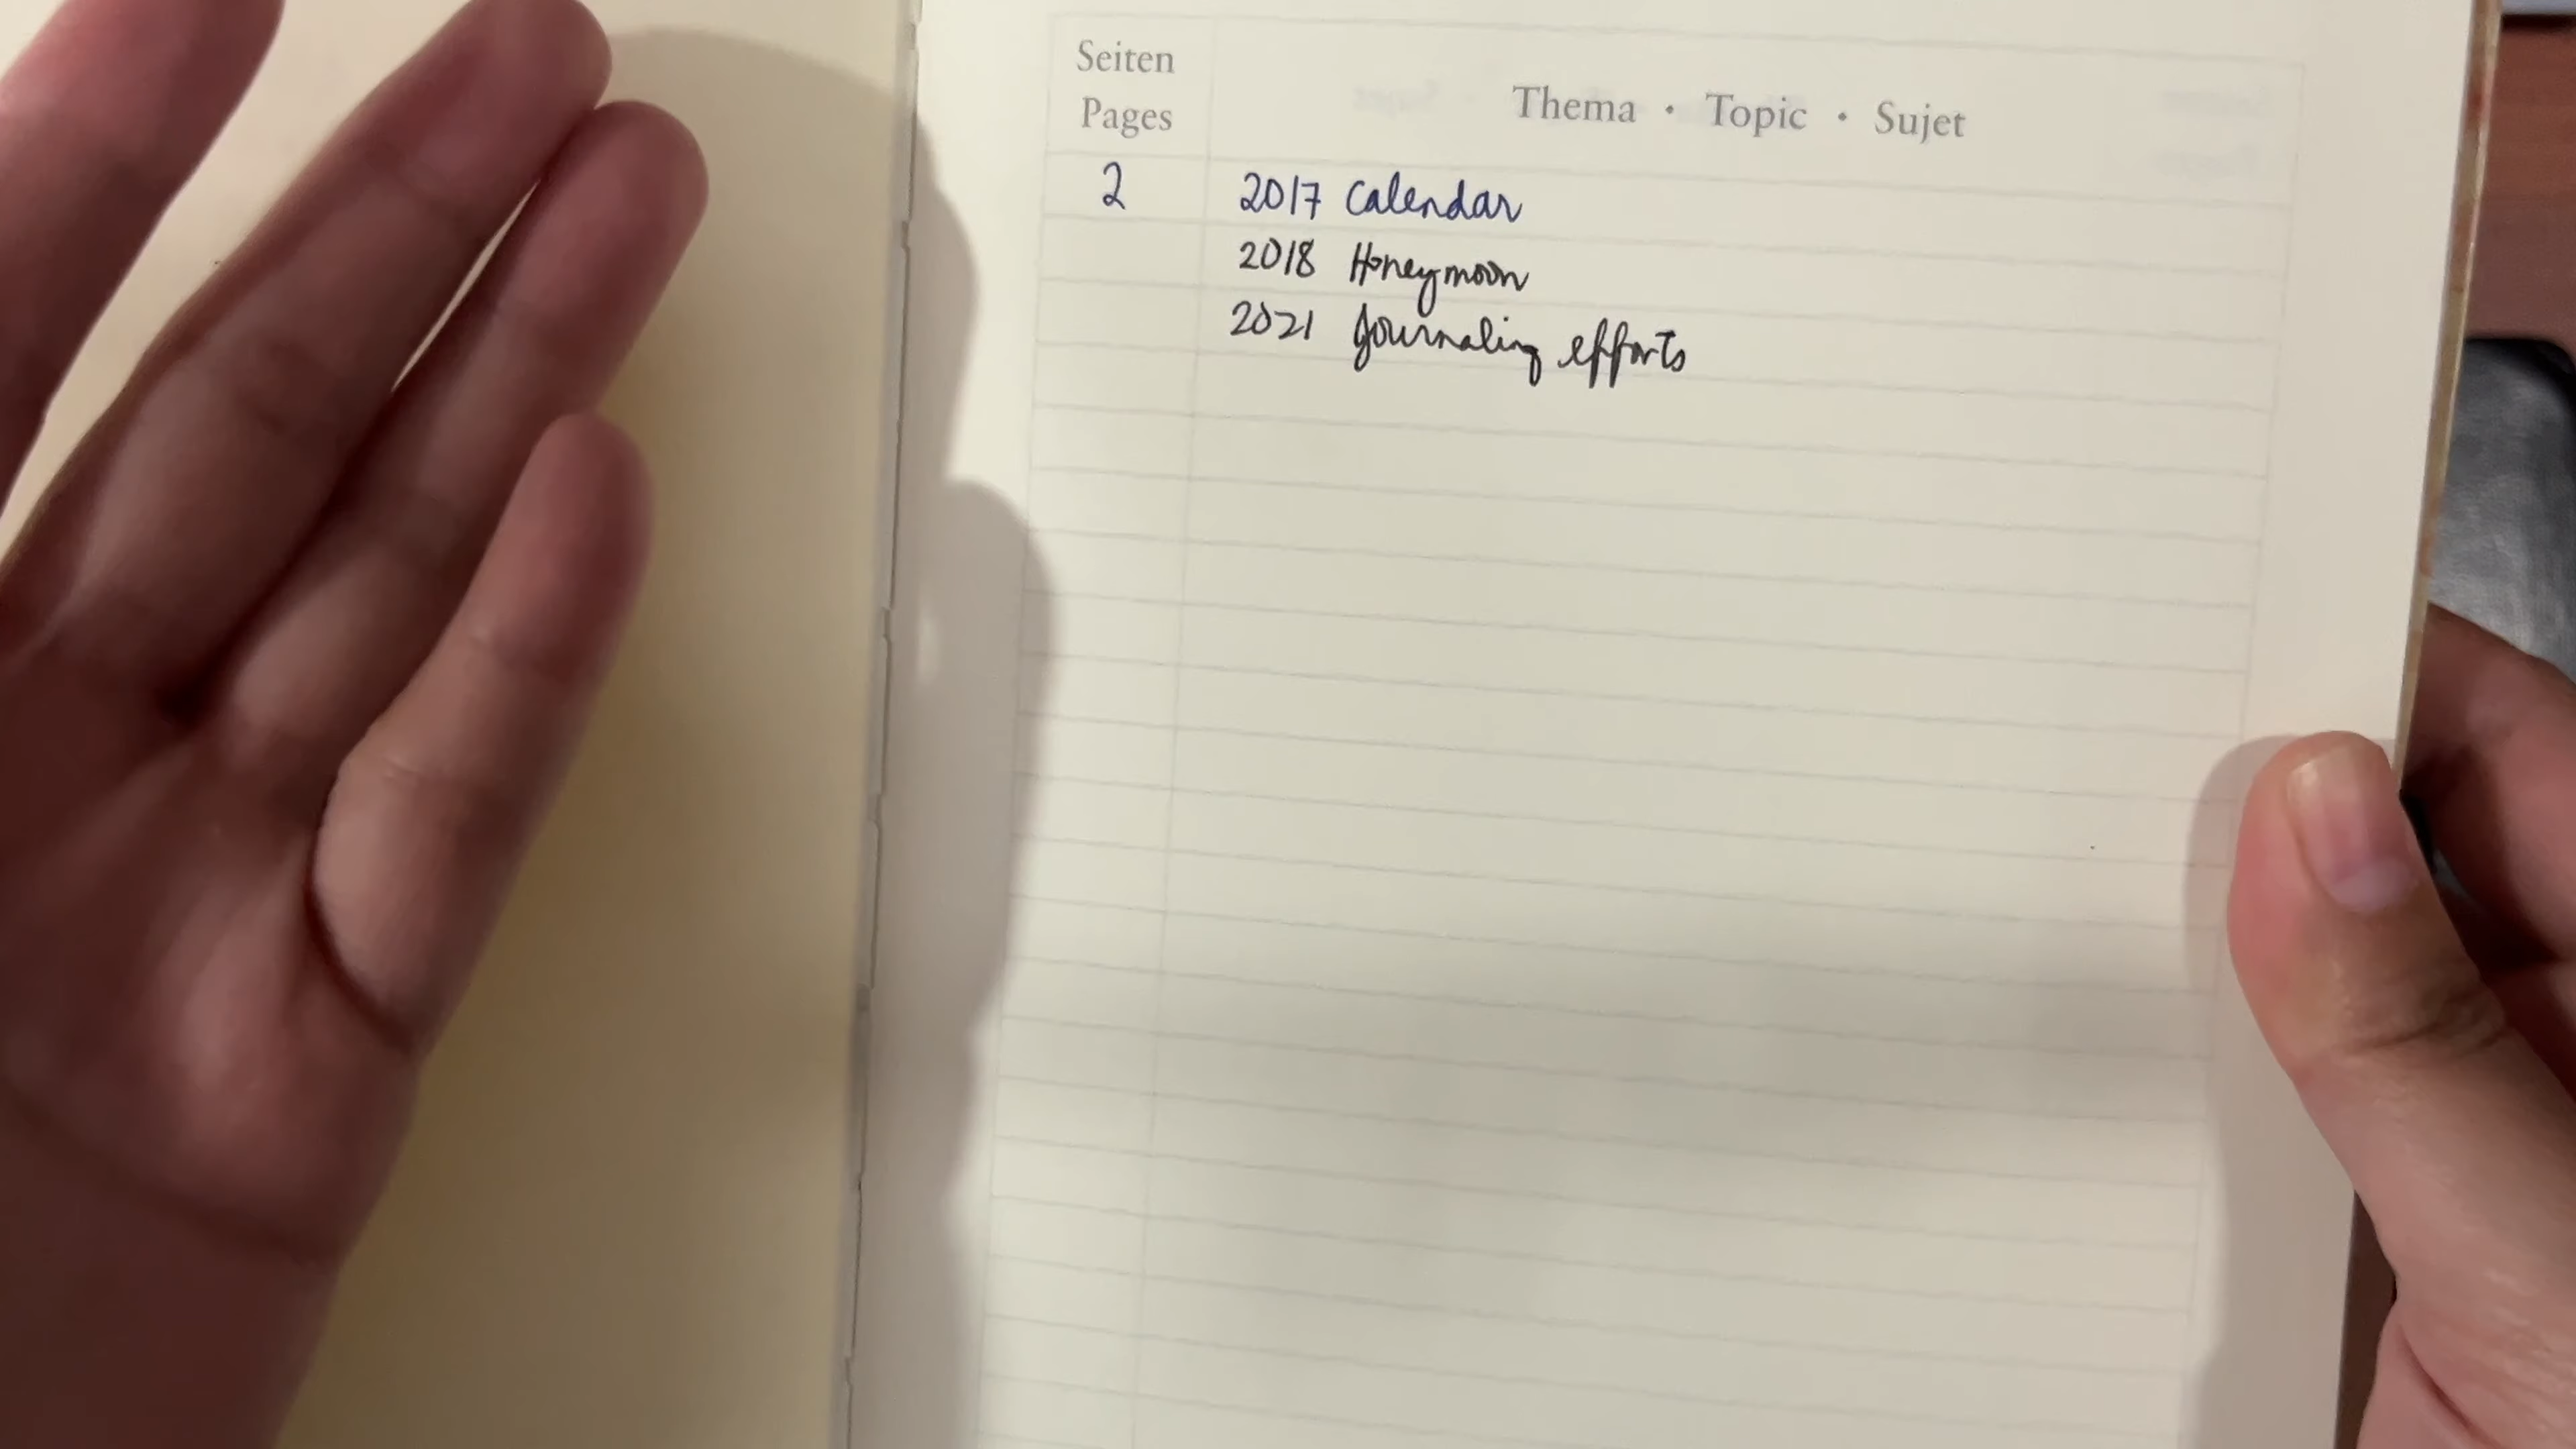 Seiten
Pages
Thema · Topic · Sujet
2 2017 Calendar
2018 Honeymoon
2021 Journaling efforts